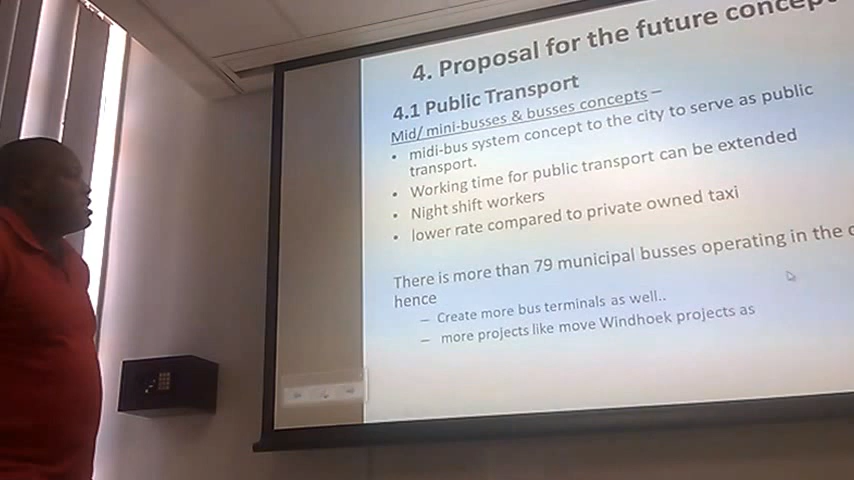 4. Proposal for the future concep
4.1 Public Transport
Mid/ mini-busses & busses concepts –
• midi-bus system concept to the city to serve as public
transport.
• Working time for public transport can be extended
• Night shift workers
• lower rate compared to private owned taxi
There is more than 79 municipal busses operating in the c
hence
– Create more bus terminals as well..
– more projects like move Windhoek projects as